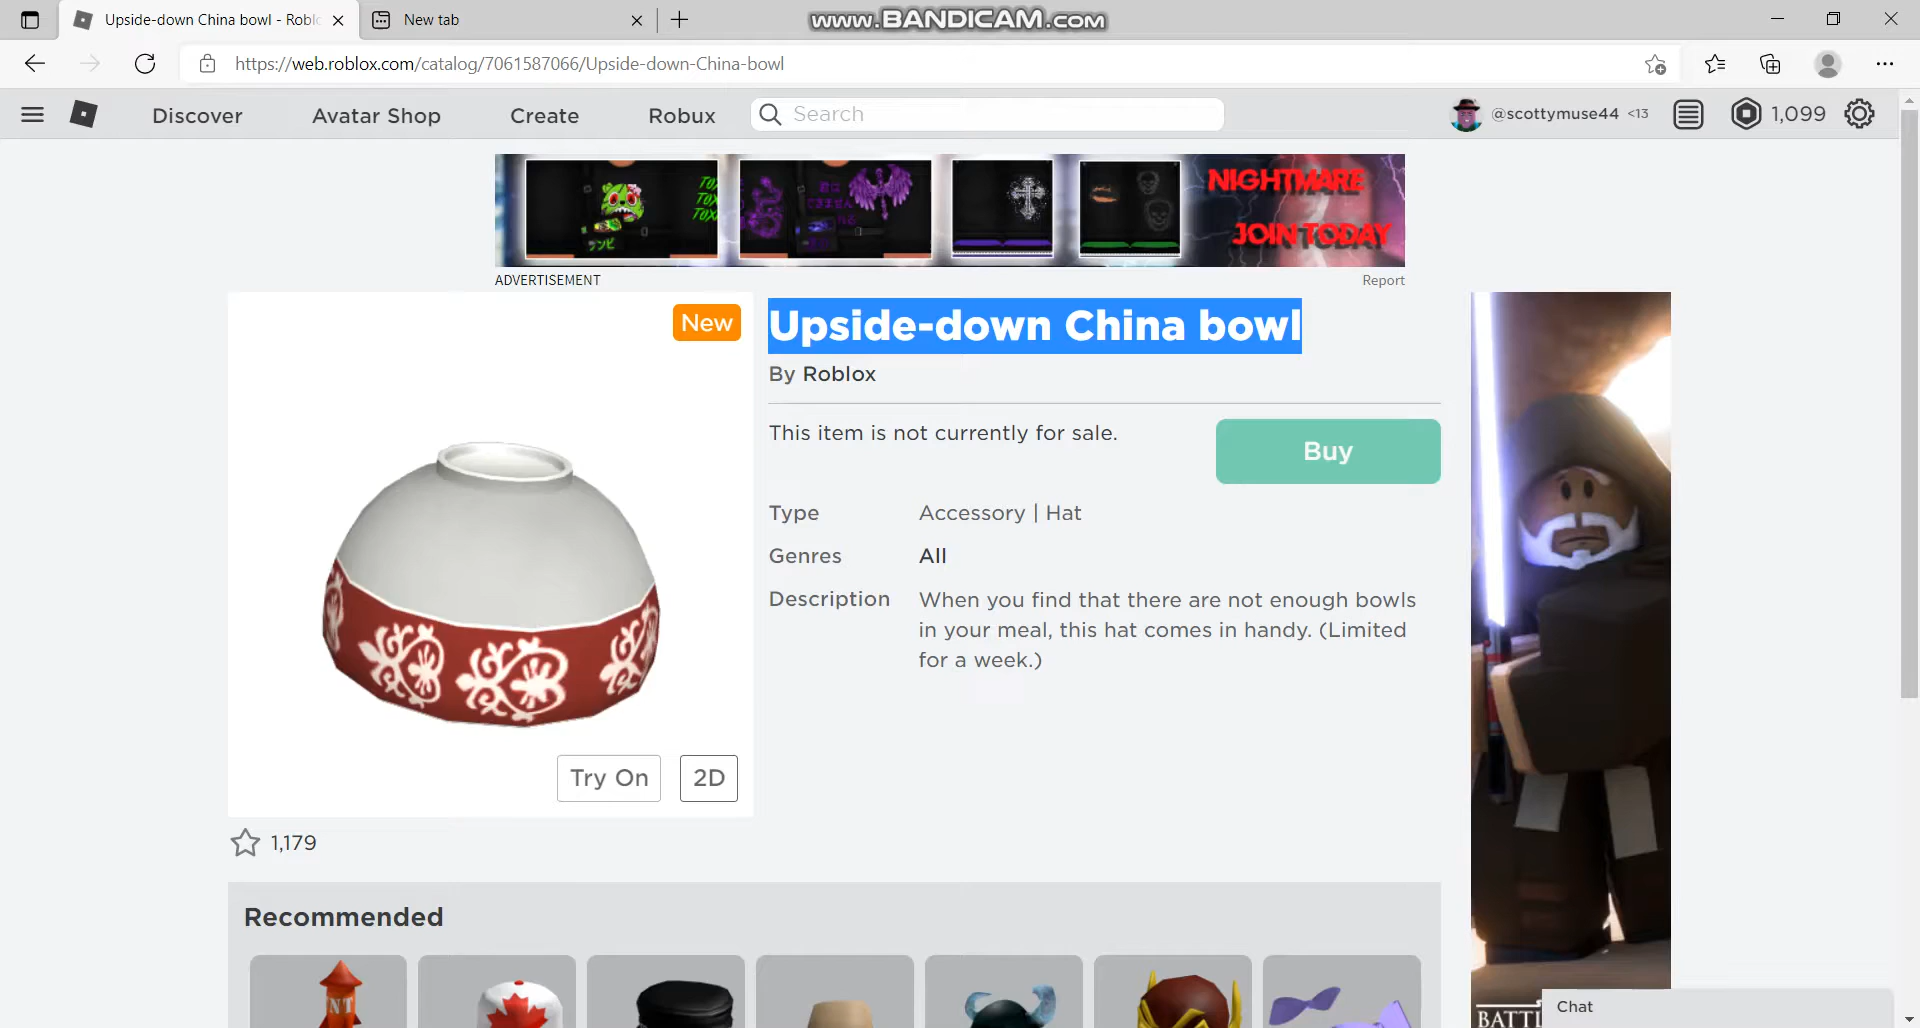 Upside-down China bowl - Roblo
New tab
www.BANDICAM.com
https://web.roblox.com/catalog/7061587066/Upside-down-China-bowl
Discover
Avatar Shop
Create
Robux
Search
@scottymuse44 <13
1,099
NIGHTMARE
JOIN TODAY
ADVERTISEMENT
Report
New
Upside-down China bowl
By Roblox
This item is not currently for sale.
Buy
Type
Accessory | Hat
Genres
All
Description
When you find that there are not enough bowls
in your meal, this hat comes in handy. (Limited
for a week.)
Try On
2D
1,179
Recommended
Chat